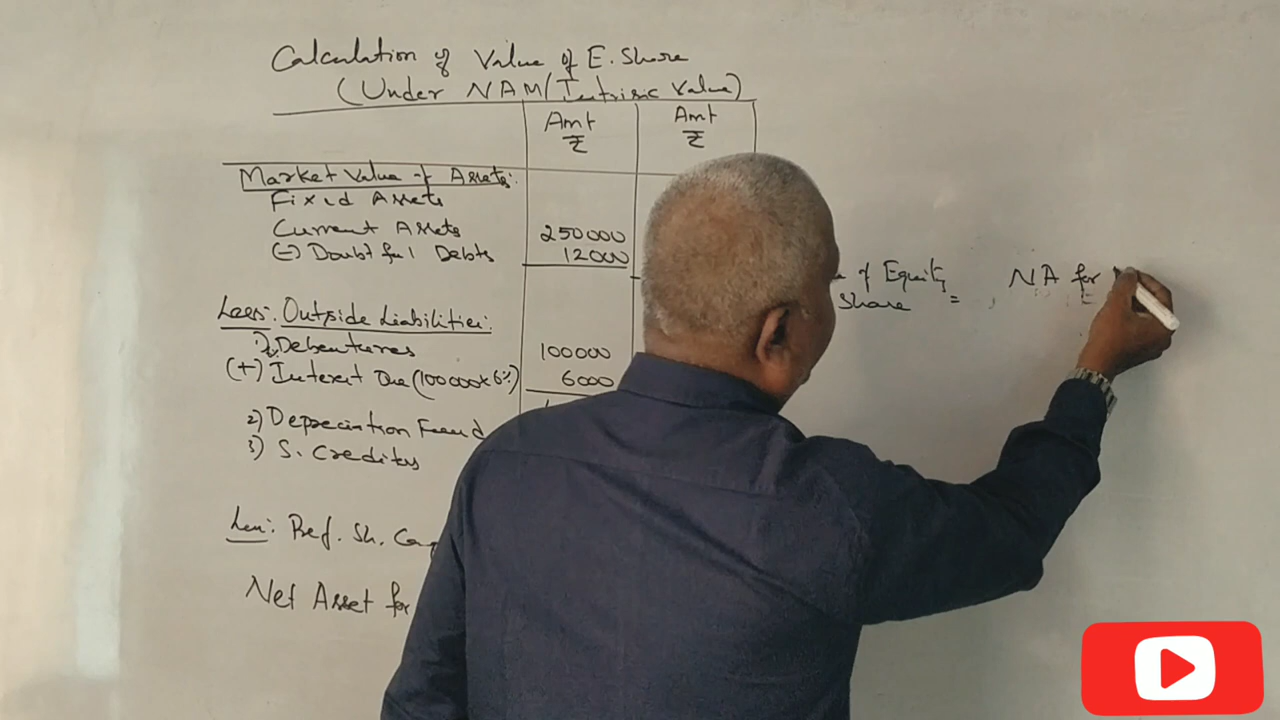 Calculation of Value of E. Share
(Under NAM/Intrisic Value)
Amt ₹ Amt ₹
Market Value of Assets:
Fixed Assets
Current Assets 250000
(-) Doubtful Debts 12000
Less: Outside Liabilities:
1) Debentures 100000
(+) Interest Due (100000×6%) 6000
2) Depreciation Fund
3) S. Creditors
Less: Pref. Sh. Cap
Net Asset for
of Equity Share = NA for